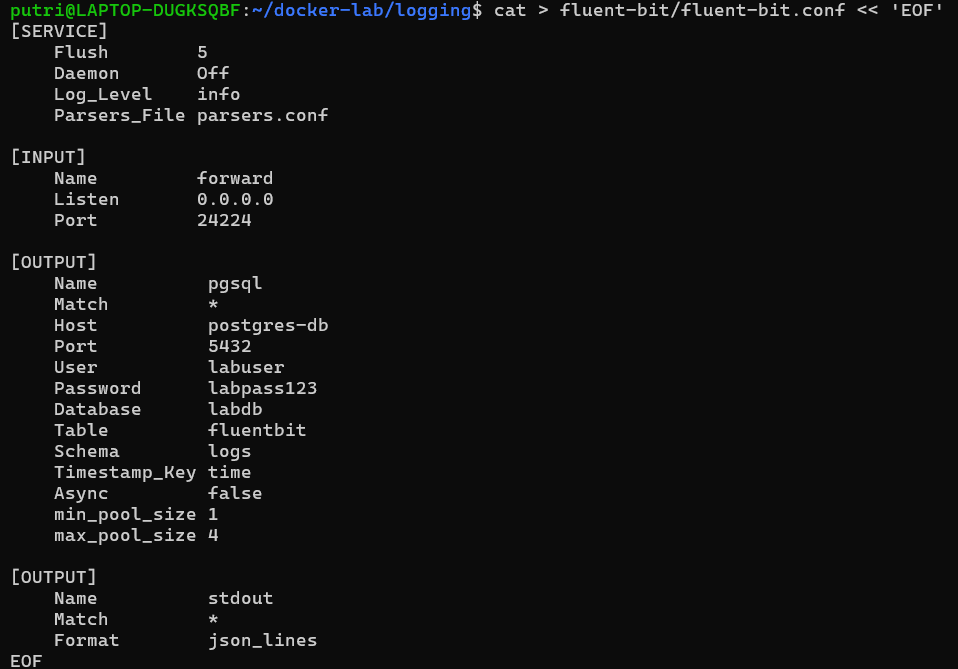 putri@LAPTOP-DUGKSQBF:~/docker-lab/logging$ cat > fluent-bit/fluent-bit.conf << 'EOF'
[SERVICE]
    Flush        5
    Daemon       Off
    Log_Level    info
    Parsers_File parsers.conf

[INPUT]
    Name         forward
    Listen       0.0.0.0
    Port         24224

[OUTPUT]
    Name          pgsql
    Match         *
    Host          postgres-db
    Port          5432
    User          labuser
    Password      labpass123
    Database      labdb
    Table         fluentbit
    Schema        logs
    Timestamp_Key time
    Async         false
    min_pool_size 1
    max_pool_size 4

[OUTPUT]
    Name          stdout
    Match         *
    Format        json_lines
EOF